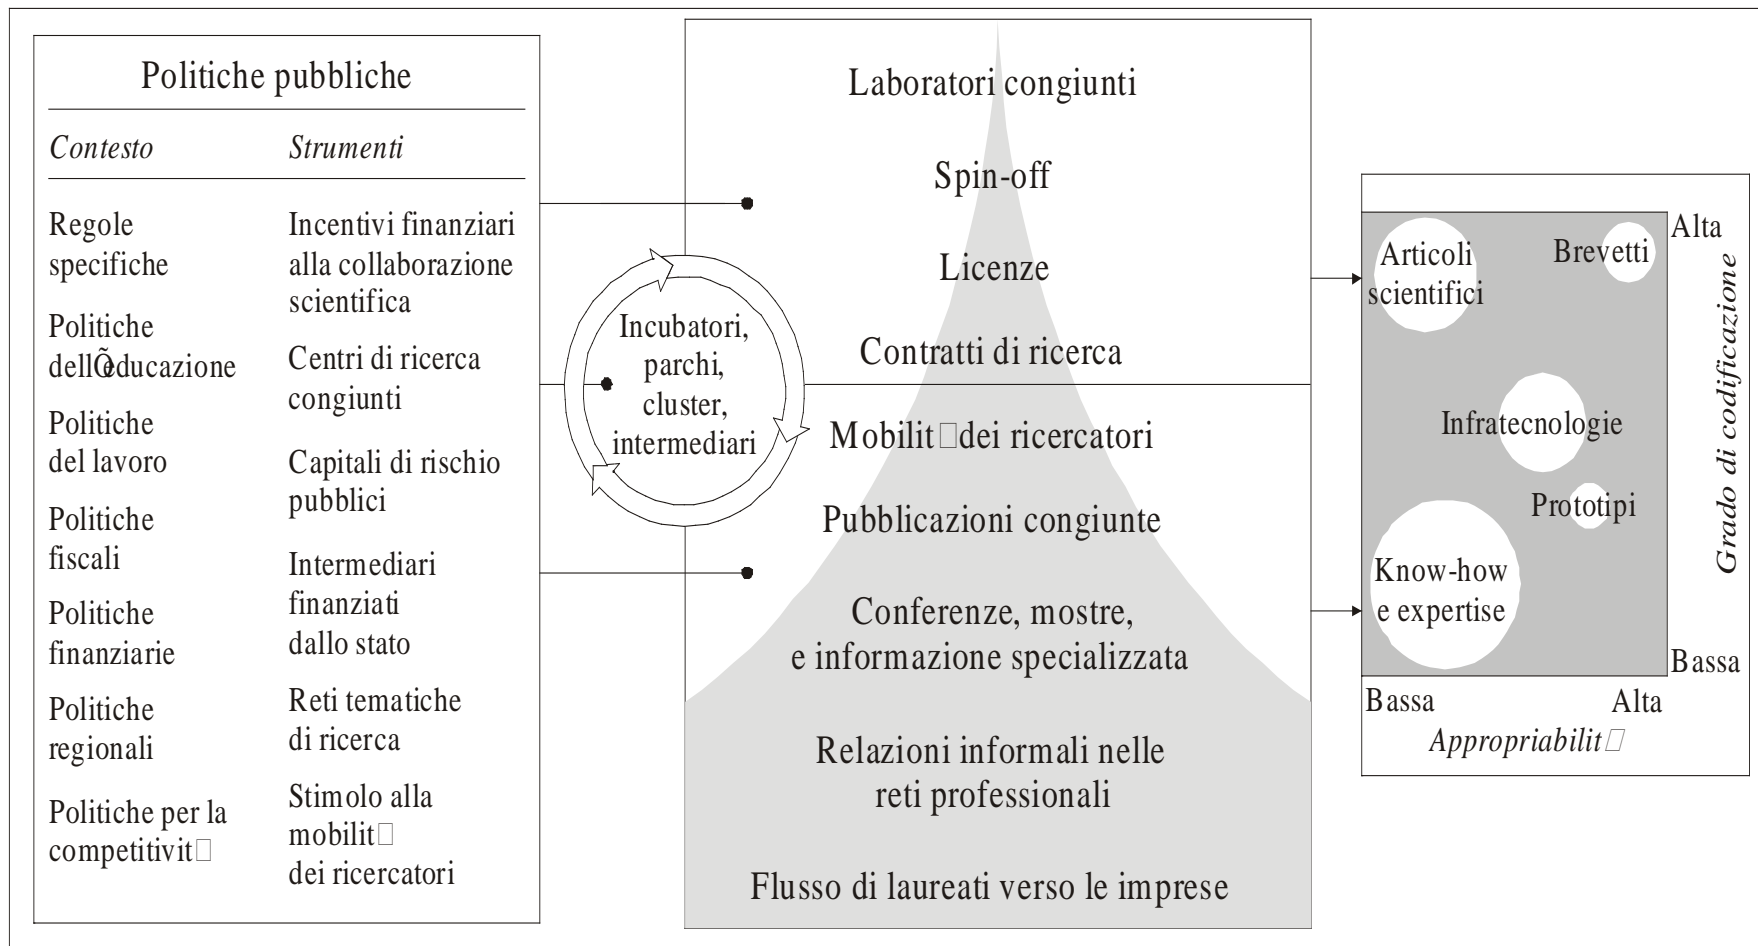 Politiche pubbliche
Contesto
Strumenti
Regole
specifiche
Politiche
dellÕeducazione
Politiche
del lavoro
Politiche
fiscali
Politiche
finanziarie
Politiche
regionali
Politiche per la
competitivit□
Incentivi finanziari
alla collaborazione
scientifica
Centri di ricerca
congiunti
Capitali di rischio
pubblici
Intermediari
finanziati
dallo stato
Reti tematiche
di ricerca
Stimolo alla
mobilit□
dei ricercatori
Incubatori,
parchi,
cluster,
intermediari
Laboratori congiunti
Spin-off
Licenze
Contratti di ricerca
Mobilit□dei ricercatori
Pubblicazioni congiunte
Conferenze, mostre,
e informazione specializzata
Relazioni informali nelle
reti professionali
Flusso di laureati verso le imprese
Articoli
scientifici
Brevetti
Infratecnologie
Prototipi
Know-how
e expertise
Alta
Bassa
Grado di codificazione
Bassa
Alta
Appropriabilit□